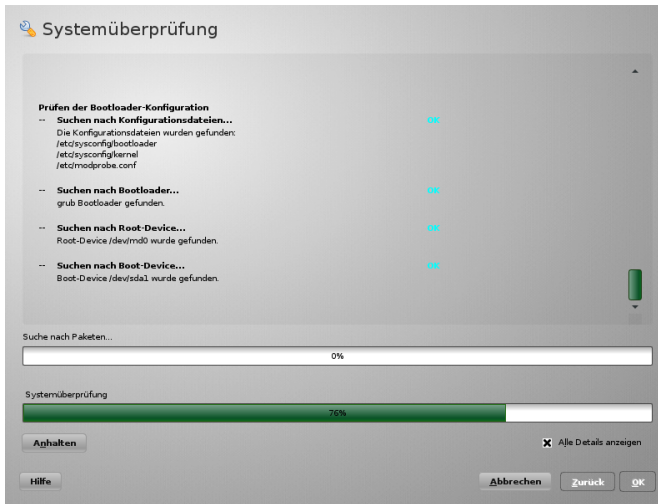 Systemüberprüfung
Prüfen der Bootloader-Konfiguration
-- Suchen nach Konfigurationsdateien... OK
Die Konfigurationsdateien wurden gefunden:
/etc/sysconfig/bootloader
/etc/sysconfig/kernel
/etc/modprobe.conf
-- Suchen nach Bootloader... OK
grub Bootloader gefunden.
-- Suchen nach Root-Device... OK
Root-Device /dev/md0 wurde gefunden.
-- Suchen nach Boot-Device... OK
Boot-Device /dev/sda1 wurde gefunden.
Suche nach Paketen...
0%
Systemüberprüfung
76%
Anhalten
Alle Details anzeigen
Hilfe
Abbrechen
Zurück
OK